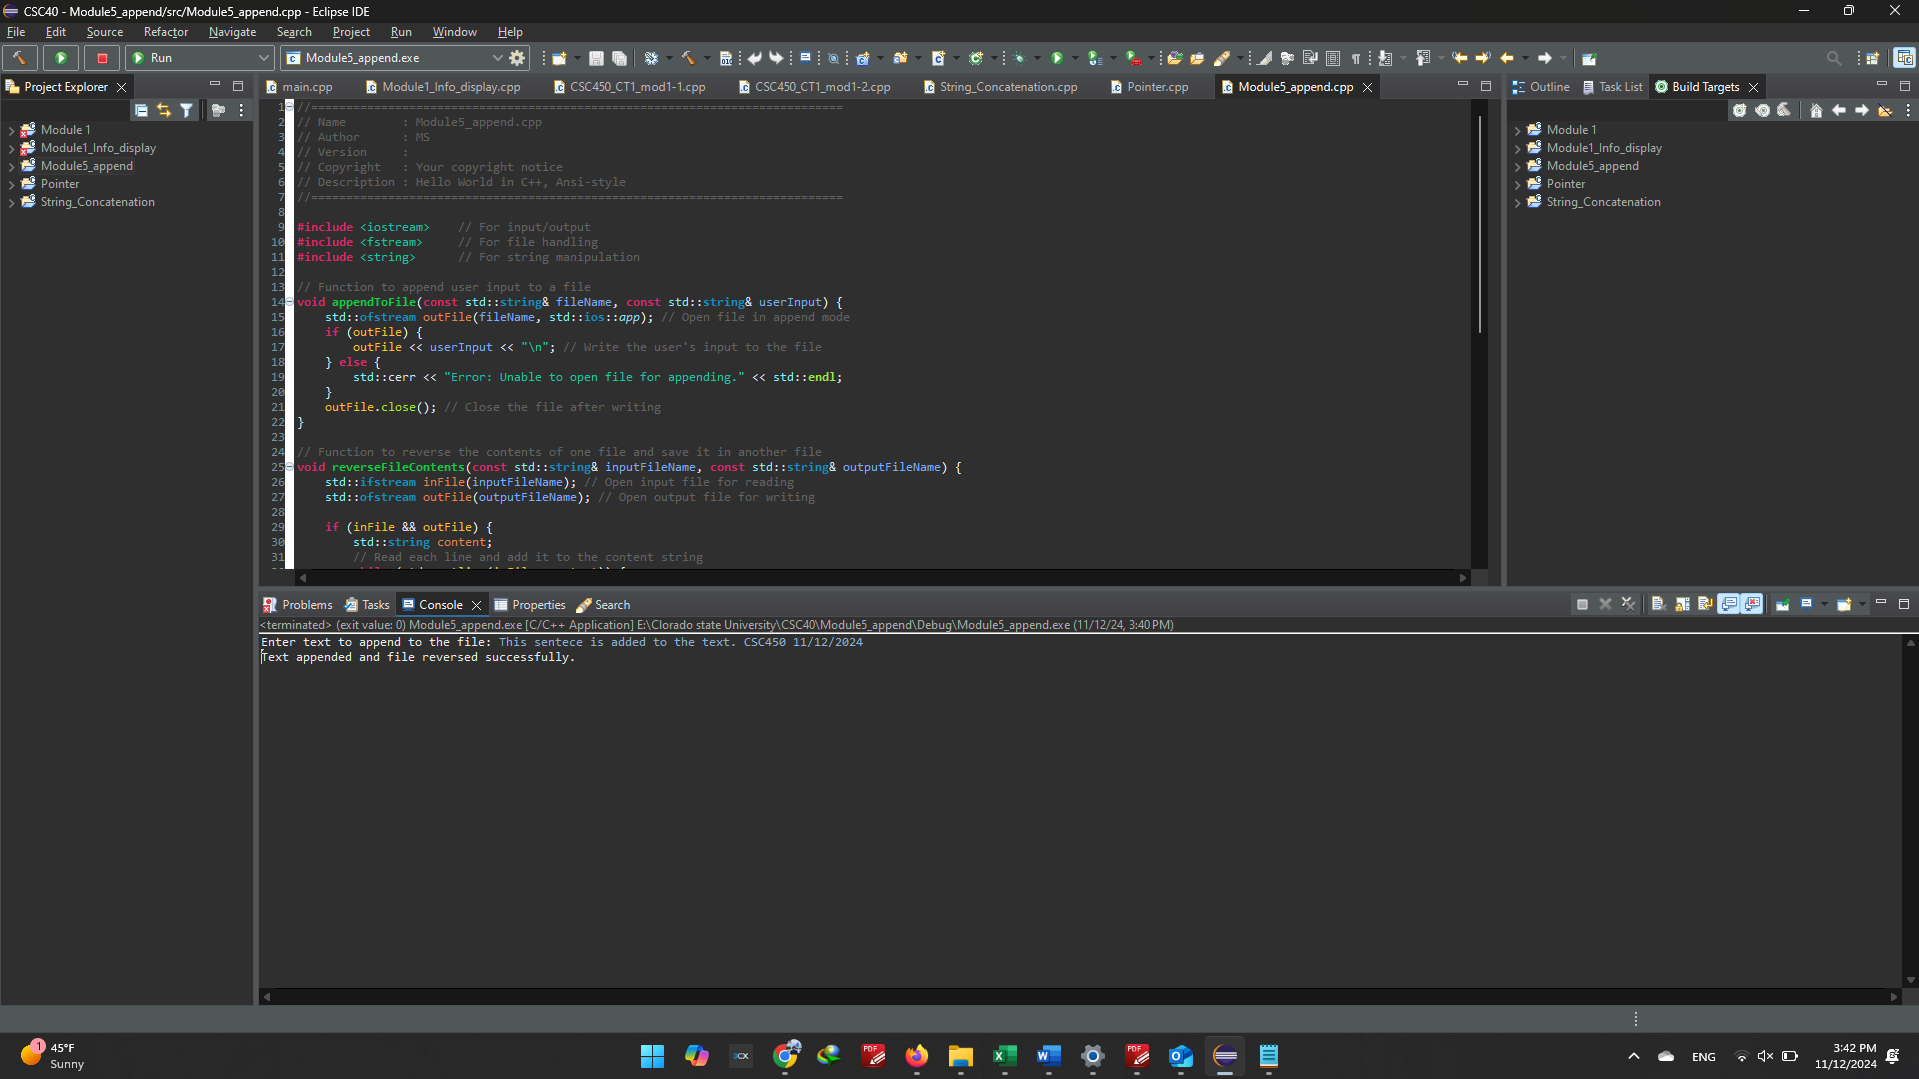 CSC40 - Module5_append/src/Module5_append.cpp - Eclipse IDE
File Edit Source Refactor Navigate Search Project Run Window Help
Run Module5_append.exe
Project Explorer
Module 1
Module1_Info_display
Module5_append
Pointer
String_Concatenation
main.cpp Module1_Info_display.cpp CSC450_CT1_mod1-1.cpp CSC450_CT1_mod1-2.cpp String_Concatenation.cpp Pointer.cpp Module5_append.cpp
1 //============================================================================
2 // Name        : Module5_append.cpp
3 // Author      : MS
4 // Version     :
5 // Copyright   : Your copyright notice
6 // Description : Hello World in C++, Ansi-style
7 //============================================================================
8
9 #include <iostream>    // For input/output
10 #include <fstream>     // For file handling
11 #include <string>      // For string manipulation
12
13 // Function to append user input to a file
14 void appendToFile(const std::string& fileName, const std::string& userInput) {
15     std::ofstream outFile(fileName, std::ios::app); // Open file in append mode
16     if (outFile) {
17         outFile << userInput << "\n"; // Write the user's input to the file
18     } else {
19         std::cerr << "Error: Unable to open file for appending." << std::endl;
20     }
21     outFile.close(); // Close the file after writing
22 }
23
24 // Function to reverse the contents of one file and save it in another file
25 void reverseFileContents(const std::string& inputFileName, const std::string& outputFileName) {
26     std::ifstream inFile(inputFileName); // Open input file for reading
27     std::ofstream outFile(outputFileName); // Open output file for writing
28
29     if (inFile && outFile) {
30         std::string content;
31         // Read each line and add it to the content string
Outline Task List Build Targets
Module 1
Module1_Info_display
Module5_append
Pointer
String_Concatenation
Problems Tasks Console Properties Search
<terminated> (exit value: 0) Module5_append.exe [C/C++ Application] E:\Clorado state University\CSC40\Module5_append\Debug\Module5_append.exe (11/12/24, 3:40 PM)
Enter text to append to the file: This sentece is added to the text. CSC450 11/12/2024
Text appended and file reversed successfully.
1
45°F
Sunny
3CX
PDF
PDF
ENG
3:42 PM
11/12/2024